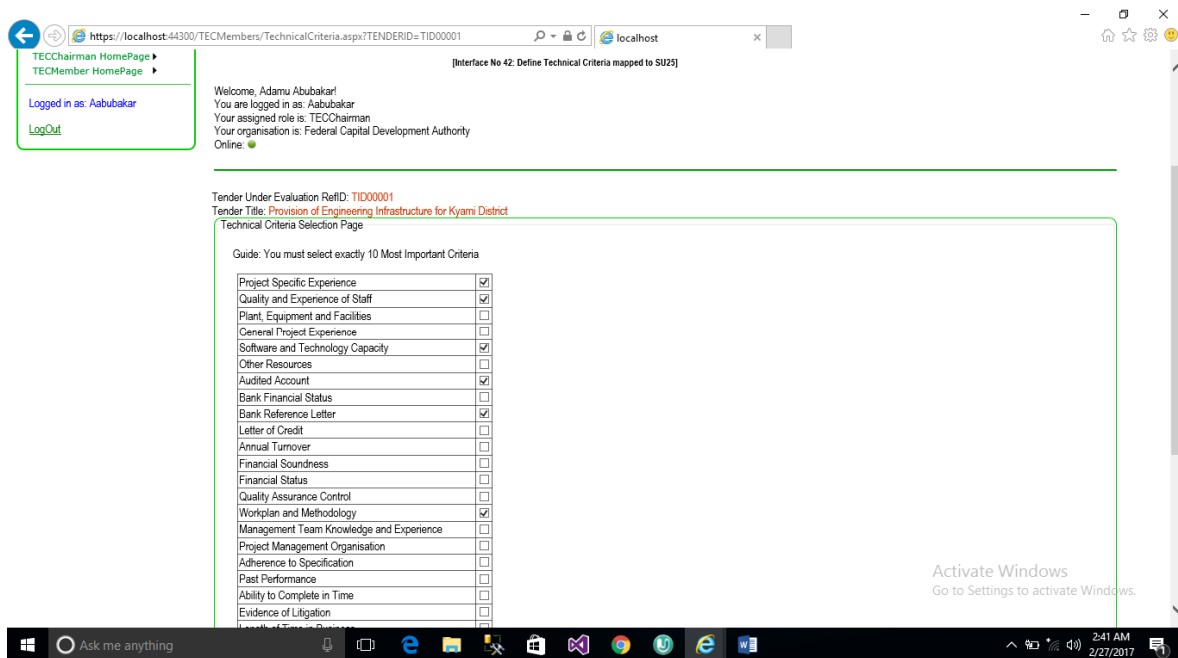 https://localhost:44300/TECMembers/TechnicalCriteria.aspx?TENDERID=TID00001
localhost
TECChairman HomePage
TECMember HomePage
Logged in as: Aabubakar
LogOut
[Interface No 42: Define Technical Criteria mapped to SU25]
Welcome, Adamu Abubakar!
You are logged in as: Aabubakar
Your assigned role is: TECChairman
Your organisation is: Federal Capital Development Authority
Online:
Tender Under Evaluation RefID: TID00001
Tender Title: Provision of Engineering Infrastructure for Kyami District
Technical Criteria Selection Page
Guide: You must select exactly 10 Most Important Criteria
Project Specific Experience
Quality and Experience of Staff
Plant, Equipment and Facilities
General Project Experience
Software and Technology Capacity
Other Resources
Audited Account
Bank Financial Status
Bank Reference Letter
Letter of Credit
Annual Turnover
Financial Soundness
Financial Status
Quality Assurance Control
Workplan and Methodology
Management Team Knowledge and Experience
Project Management Organisation
Adherence to Specification
Past Performance
Ability to Complete in Time
Evidence of Litigation
Length of Time in Business
Activate Windows
Go to Settings to activate Windows.
Ask me anything
2:41 AM
2/27/2017